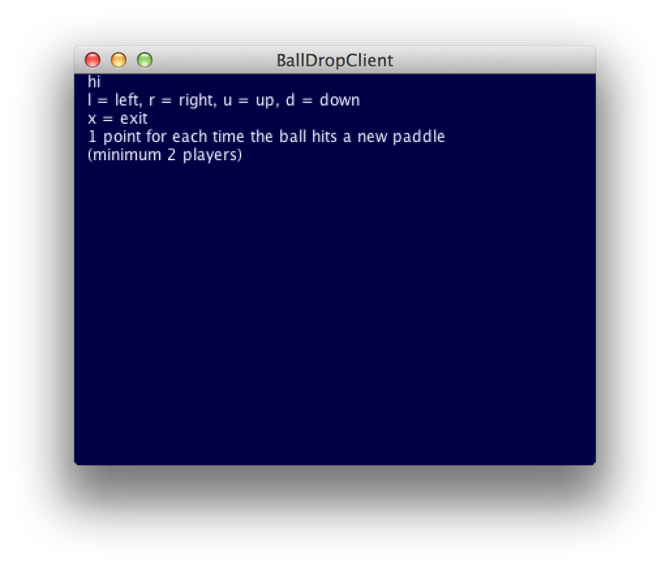 BallDropClient
hi
l = left, r = right, u = up, d = down
x = exit
1 point for each time the ball hits a new paddle
(minimum 2 players)